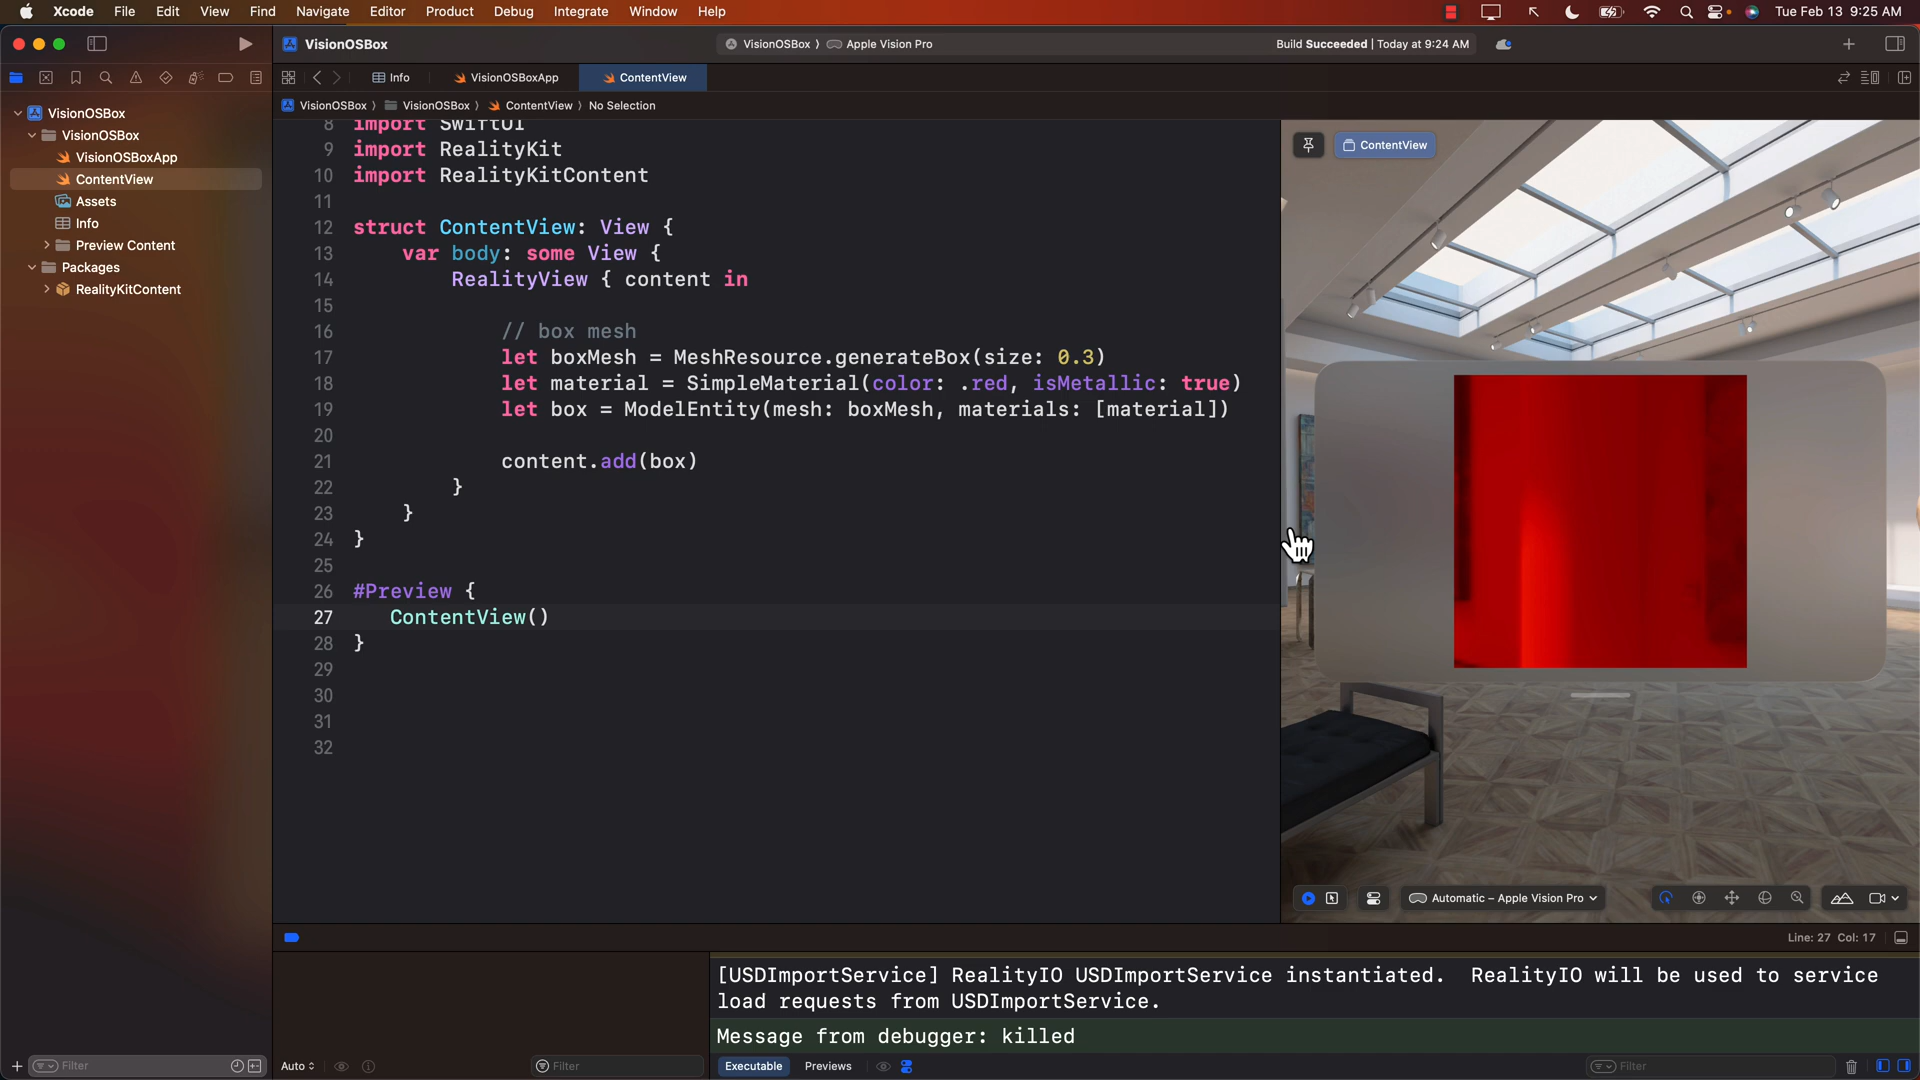 Xcode File Edit View Find Navigate Editor Product Debug Integrate Window Help
Tue Feb 13 9:25 AM
VisionOSBox
VisionOSBox 〉 Apple Vision Pro
Build Succeeded | Today at 9:24 AM
Info
VisionOSBoxApp
ContentView
VisionOSBox 〉 VisionOSBox 〉 ContentView 〉 No Selection
VisionOSBox
VisionOSBox
VisionOSBoxApp
ContentView
Assets
Info
Preview Content
Packages
RealityKitContent
8 import SwiftUI
9 import RealityKit
10 import RealityKitContent
11
12 struct ContentView: View {
13 var body: some View {
14 RealityView { content in
15
16 // box mesh
17 let boxMesh = MeshResource.generateBox(size: 0.3)
18 let material = SimpleMaterial(color: .red, isMetallic: true)
19 let box = ModelEntity(mesh: boxMesh, materials: [material])
20
21 content.add(box)
22 }
23 }
24 }
25
26 #Preview {
27 ContentView()
28 }
29
30
31
32
ContentView
Automatic – Apple Vision Pro
Line: 27 Col: 17
[USDImportService] RealityIO USDImportService instantiated. RealityIO will be used to service
load requests from USDImportService.
Message from debugger: killed
Filter
Auto
Filter
Executable
Previews
Filter